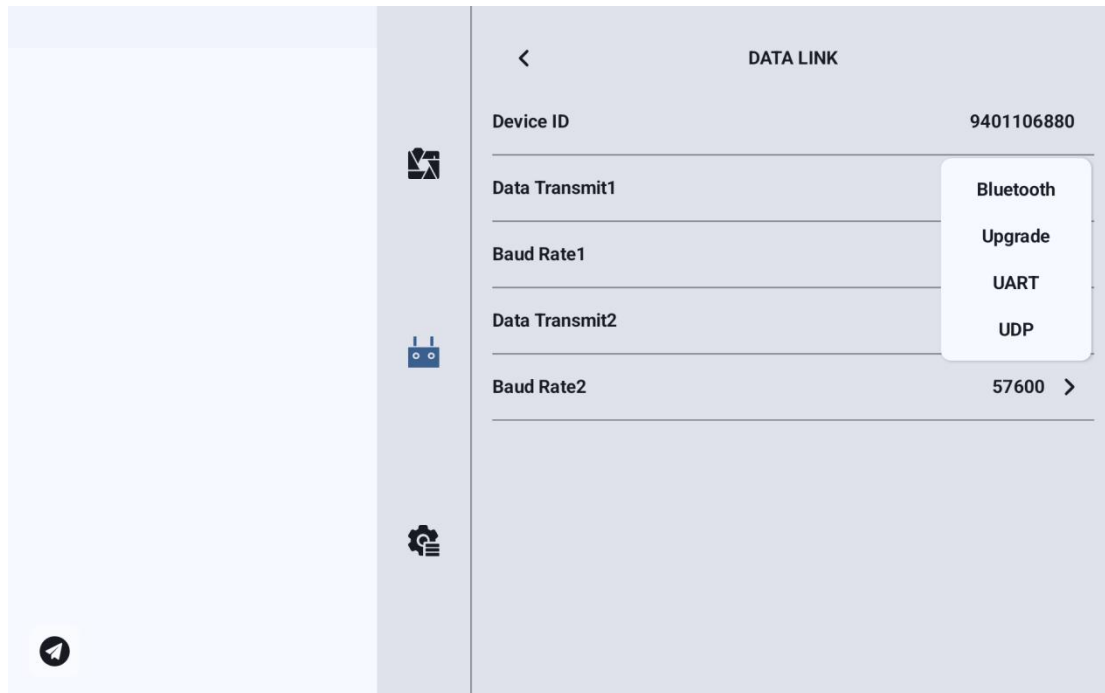 DATA LINK
Device ID 9401106880
Data Transmit1 Bluetooth
Upgrade
Baud Rate1
UART
Data Transmit2 UDP
Baud Rate2 57600